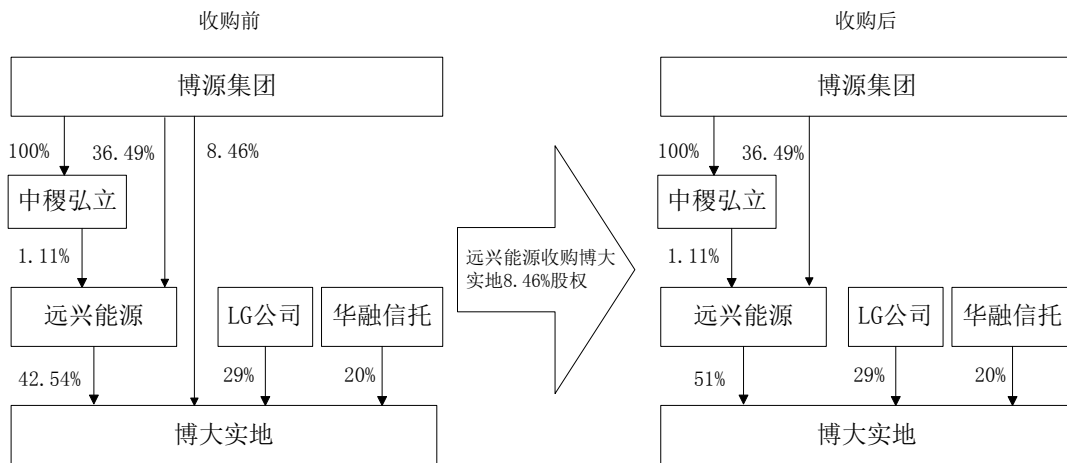 收购前
博源集团
100%
36.49%
8.46%
中稷弘立
1.11%
远兴能源
LG公司
华融信托
42.54%
29%
20%
博大实地
远兴能源收购博大
实地8.46%股权
收购后
博源集团
100%
36.49%
中稷弘立
1.11%
远兴能源
LG公司
华融信托
51%
29%
20%
博大实地